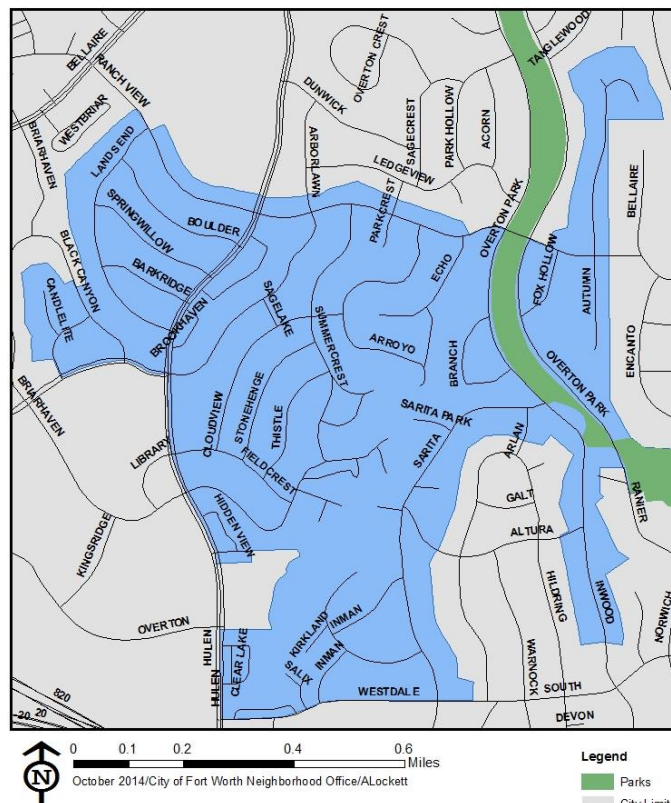 BELLAIRE
RANCH VIEW
OVERTON CREST
TANGLEWOOD
WESTBRIAR
DUNWICK
SAGECREST
PARK HOLLOW
ACORN
BRIARHAVEN
LANDSEND
ARBORLAWN
LEDGEVIEW
BELLAIRE
SPRINGWILLOW
BOULDER
PARKCREST
OVERTON PARK
BLACK CANYON
ECHO
FOX HOLLOW
BARKRIDGE
AUTUMN
CANDLELITE
SAGELAKE
BROOKHAVEN
SUMMERCREST
ARROYO
BRANCH
ENCANTO
OVERTON PARK
BRIARHAVEN
STONEHENGE
THISTLE
CLOUDVIEW
SARITA PARK
ARLAN
LIBRARY
FIELDCREST
SARITA
GALT
RANIER
HIDDEN VIEW
ALTURA
KINGSRIDGE
HILDRING
INWOOD
OVERTON
KIRKLAND
INMAN
NORWICH
HULEN
CLEAR LAKE
INMAN
SALIX
WARNOCK
HULEN
WESTDALE
SOUTH
820
20
20
DEVON
N
0 0.1 0.2 0.4 0.6
Miles
October 2014/City of Fort Worth Neighborhood Office/ALockett
Legend
Parks